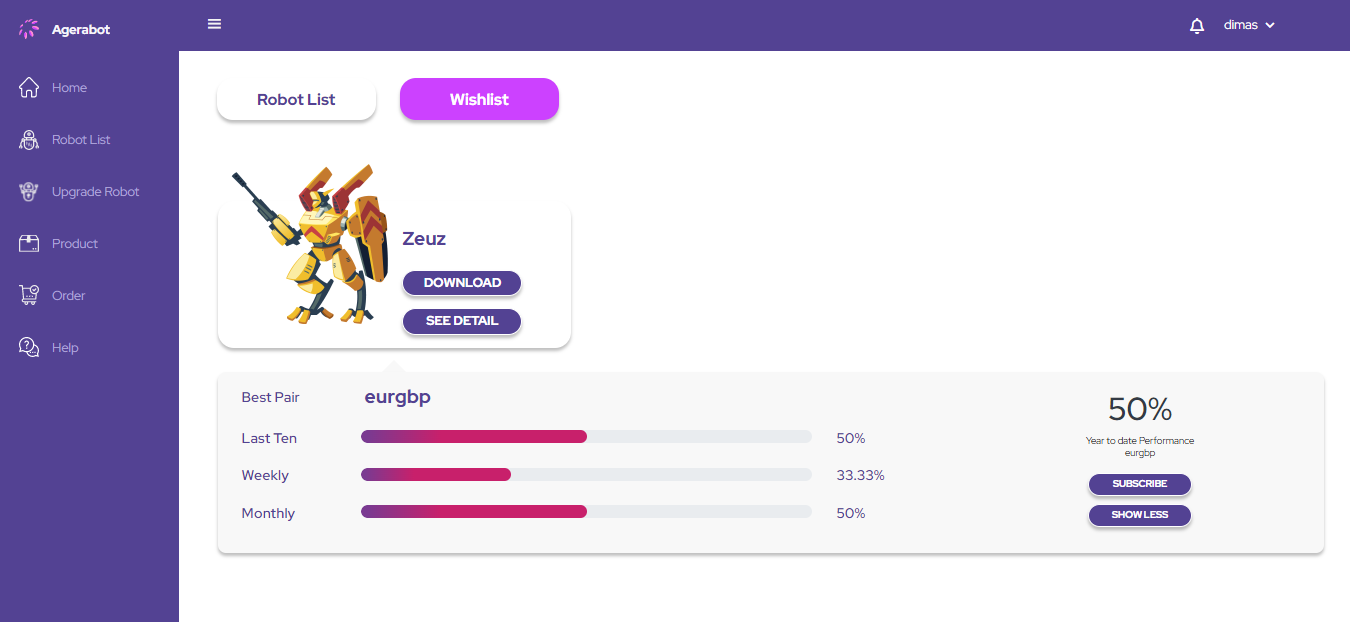 Agerabot
dimas
Home
Robot List
Upgrade Robot
Product
Order
Help
Robot List
Wishlist
Zeuz
DOWNLOAD
SEE DETAIL
Best Pair eurgbp
Last Ten 50%
Weekly 33.33%
Monthly 50%
50%
Year to date Performance
eurgbp
SUBSCRIBE
SHOW LESS